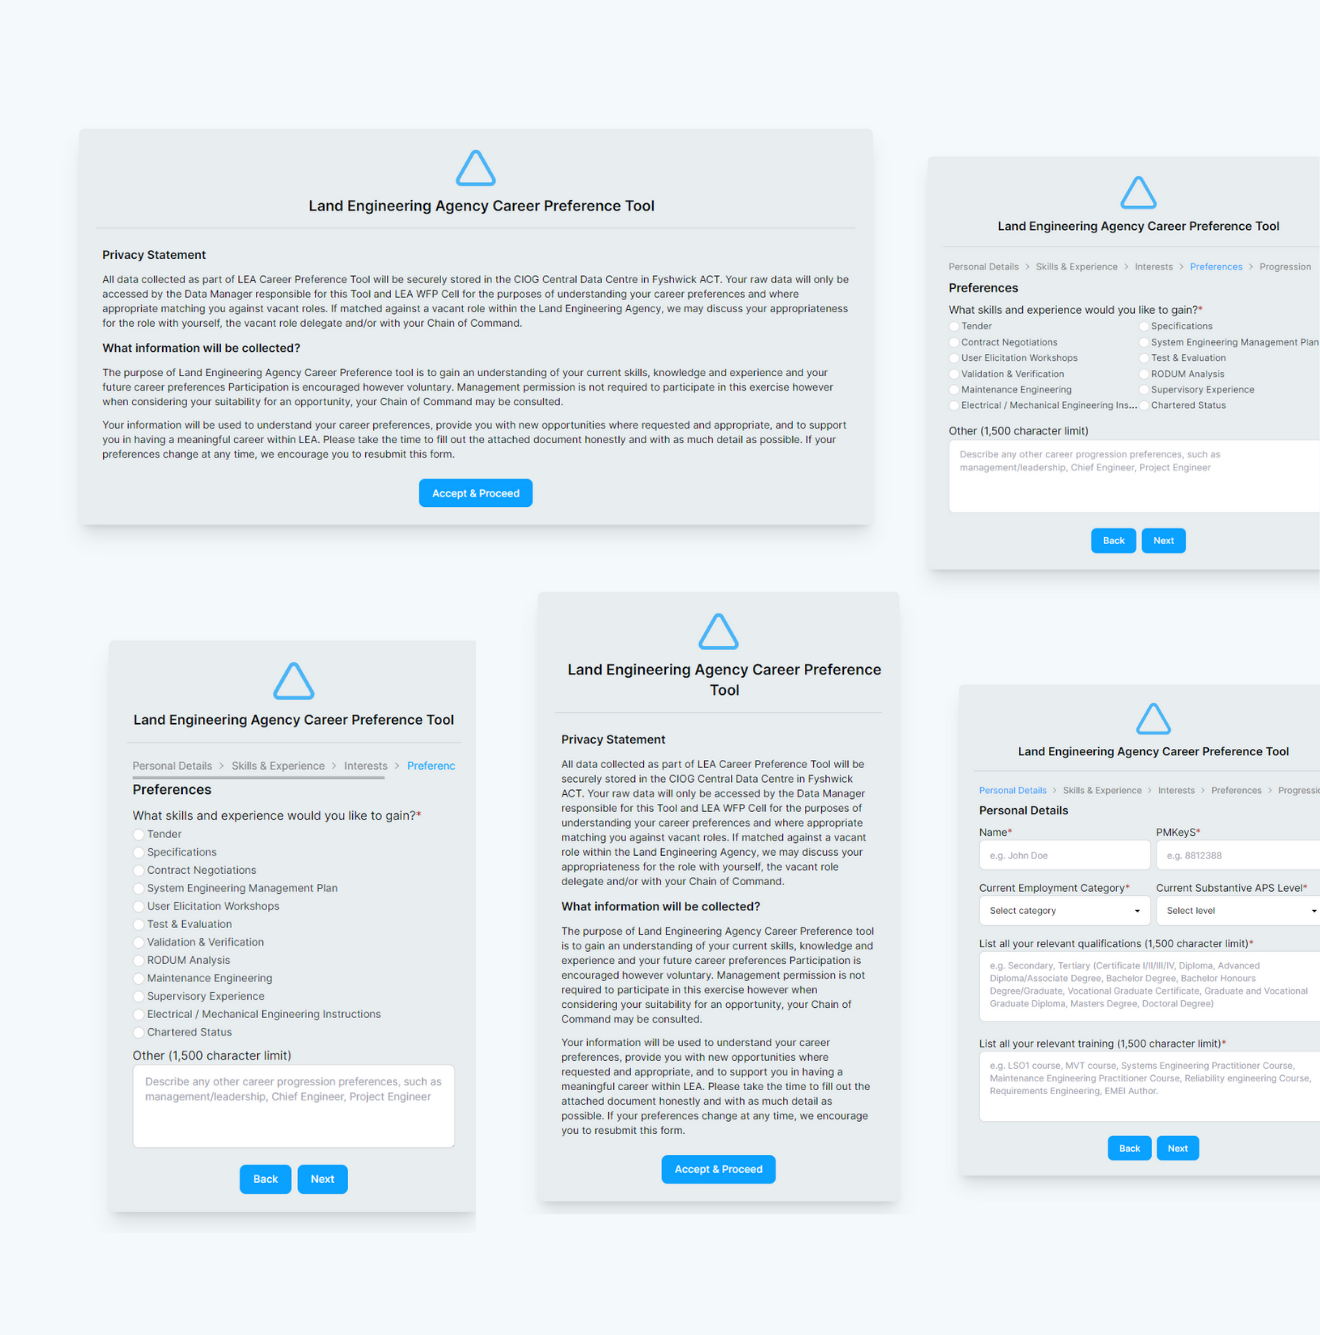 Land Engineering Agency Career Preference Tool
Privacy Statement
All data collected as part of LEA Career Preference Tool will be securely stored in the CIOG Central Data Centre in Fyshwick ACT. Your raw data will only be
accessed by the Data Manager responsible for this Tool and LEA WFP Cell for the purposes of understanding your career preferences and where
appropriate matching you against vacant roles. If matched against a vacant role within the Land Engineering Agency, we may discuss your appropriateness
for the role with yourself, the vacant role delegate and/or with your Chain of Command.
What information will be collected?
The purpose of Land Engineering Agency Career Preference tool is to gain an understanding of your current skills, knowledge and experience and your
future career preferences Participation is encouraged however voluntary. Management permission is not required to participate in this exercise however
when considering your suitability for an opportunity, your Chain of Command may be consulted.
Your information will be used to understand your career preferences, provide you with new opportunities where requested and appropriate, and to support
you in having a meaningful career within LEA. Please take the time to fill out the attached document honestly and with as much detail as possible. If your
preferences change at any time, we encourage you to resubmit this form.
Accept & Proceed
Land Engineering Agency Career Preference Tool
Personal Details > Skills & Experience > Interests > Preferences > Progression
Preferences
What skills and experience would you like to gain?*
Tender
Specifications
Contract Negotiations
System Engineering Management Plan
User Elicitation Workshops
Test & Evaluation
Validation & Verification
RODUM Analysis
Maintenance Engineering
Supervisory Experience
Electrical / Mechanical Engineering Ins...
Chartered Status
Other (1,500 character limit)
Describe any other career progression preferences, such as
management/leadership, Chief Engineer, Project Engineer
Back
Next
Land Engineering Agency Career Preference Tool
Personal Details > Skills & Experience > Interests > Preferenc
Preferences
What skills and experience would you like to gain?*
Tender
Specifications
Contract Negotiations
System Engineering Management Plan
User Elicitation Workshops
Test & Evaluation
Validation & Verification
RODUM Analysis
Maintenance Engineering
Supervisory Experience
Electrical / Mechanical Engineering Instructions
Chartered Status
Other (1,500 character limit)
Describe any other career progression preferences, such as
management/leadership, Chief Engineer, Project Engineer
Back
Next
Land Engineering Agency Career Preference
Tool
Privacy Statement
All data collected as part of LEA Career Preference Tool will be
securely stored in the CIOG Central Data Centre in Fyshwick
ACT. Your raw data will only be accessed by the Data Manager
responsible for this Tool and LEA WFP Cell for the purposes of
understanding your career preferences and where appropriate
matching you against vacant roles. If matched against a vacant
role within the Land Engineering Agency, we may discuss your
appropriateness for the role with yourself, the vacant role
delegate and/or with your Chain of Command.
What information will be collected?
The purpose of Land Engineering Agency Career Preference tool
is to gain an understanding of your current skills, knowledge and
experience and your future career preferences Participation is
encouraged however voluntary. Management permission is not
required to participate in this exercise however when
considering your suitability for an opportunity, your Chain of
Command may be consulted.
Your information will be used to understand your career
preferences, provide you with new opportunities where
requested and appropriate, and to support you in having a
meaningful career within LEA. Please take the time to fill out the
attached document honestly and with as much detail as
possible. If your preferences change at any time, we encourage
you to resubmit this form.
Accept & Proceed
Land Engineering Agency Career Preference Tool
Personal Details > Skills & Experience > Interests > Preferences > Progressic
Personal Details
Name*
PMKeyS*
e.g. John Doe
e.g. 8812388
Current Employment Category*
Current Substantive APS Level*
Select category
Select level
List all your relevant qualifications (1,500 character limit)*
e.g. Secondary, Tertiary (Certificate I/II/III/IV, Diploma, Advanced
Diploma/Associate Degree, Bachelor Degree, Bachelor Honours
Degree/Graduate, Vocational Graduate Certificate, Graduate and Vocational
Graduate Diploma, Masters Degree, Doctoral Degree)
List all your relevant training (1,500 character limit)*
e.g. LSO1 course, MVT course, Systems Engineering Practitioner Course,
Maintenance Engineering Practitioner Course, Reliability engineering Course,
Requirements Engineering, EMEI Author.
Back
Next